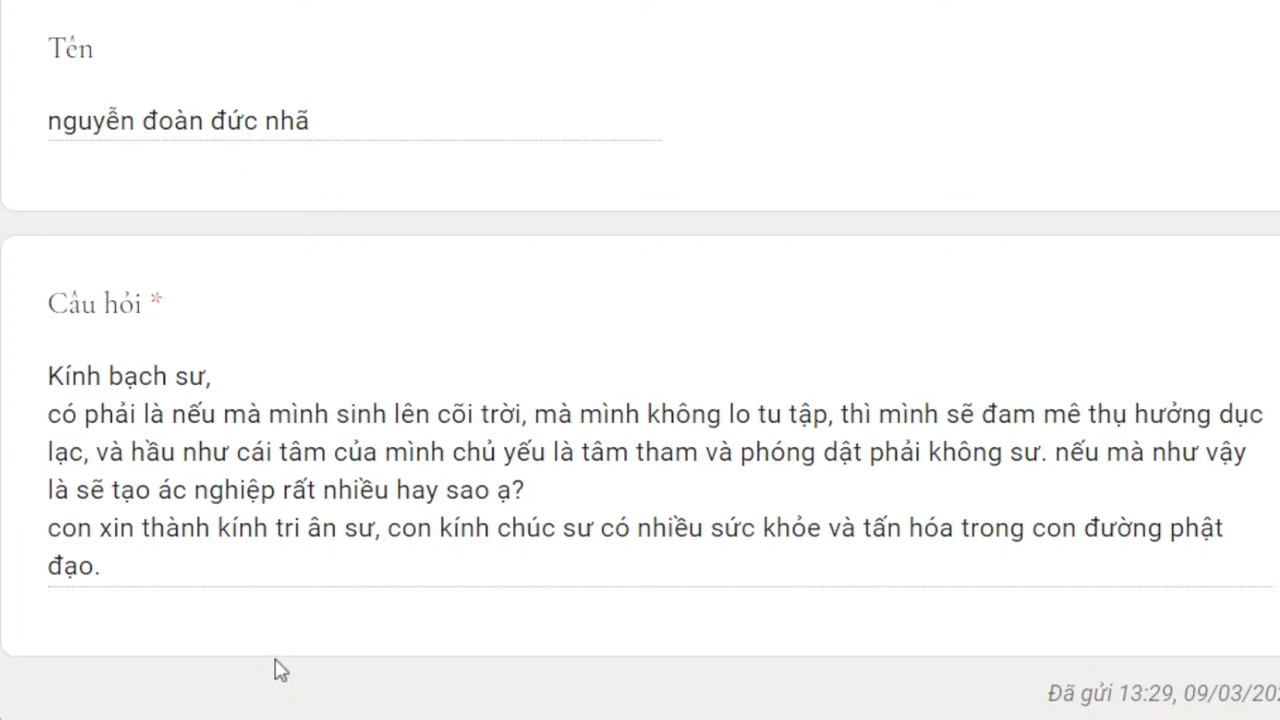 Tên
nguyễn đoàn đức nhã
Câu hỏi *
Kính bạch sư,
có phải là nếu mà mình sinh lên cõi trời, mà mình không lo tu tập, thì mình sẽ đam mê thụ hưởng dục
lạc, và hầu như cái tâm của mình chủ yếu là tâm tham và phóng dật phải không sư. nếu mà như vậy
là sẽ tạo ác nghiệp rất nhiều hay sao ạ?
con xin thành kính tri ân sư, con kính chúc sư có nhiều sức khỏe và tấn hóa trong con đường phật
đạo.
Đã gửi 13:29,